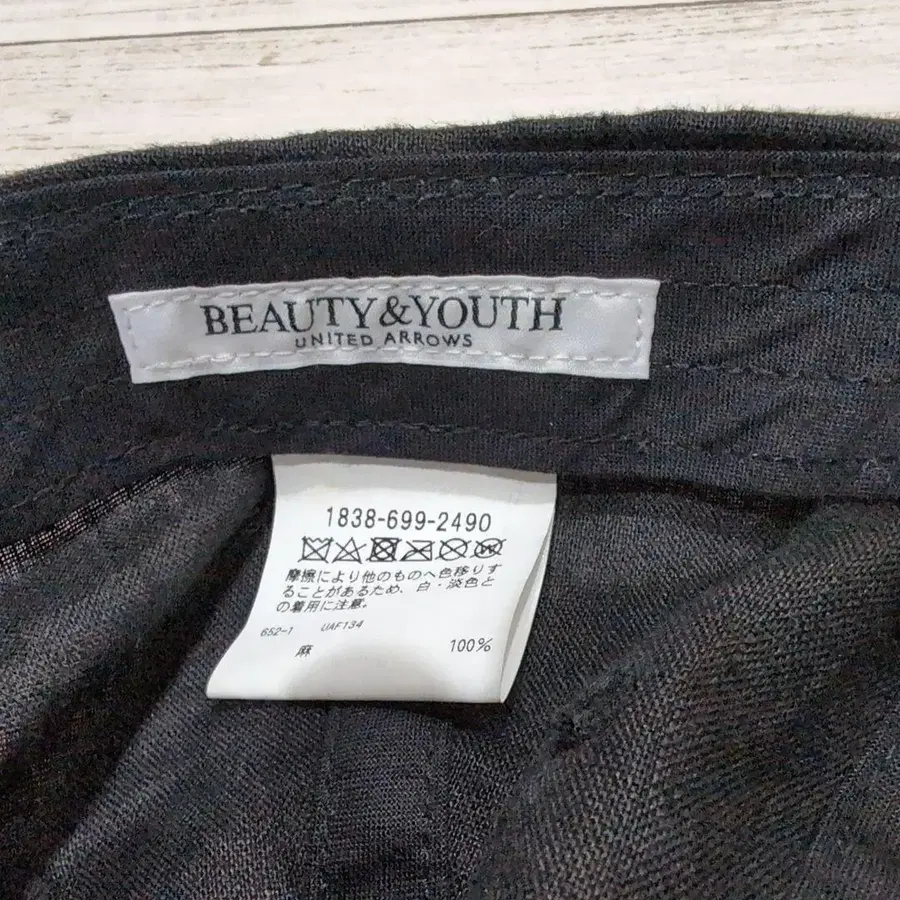 BEAUTY&YOUTH
UNITED ARROWS
1838-699-2490
摩擦により他のものへ色移りす
ることがあるため、白・淡色と
の着用に注意。
652-1 UAF134
麻 100%